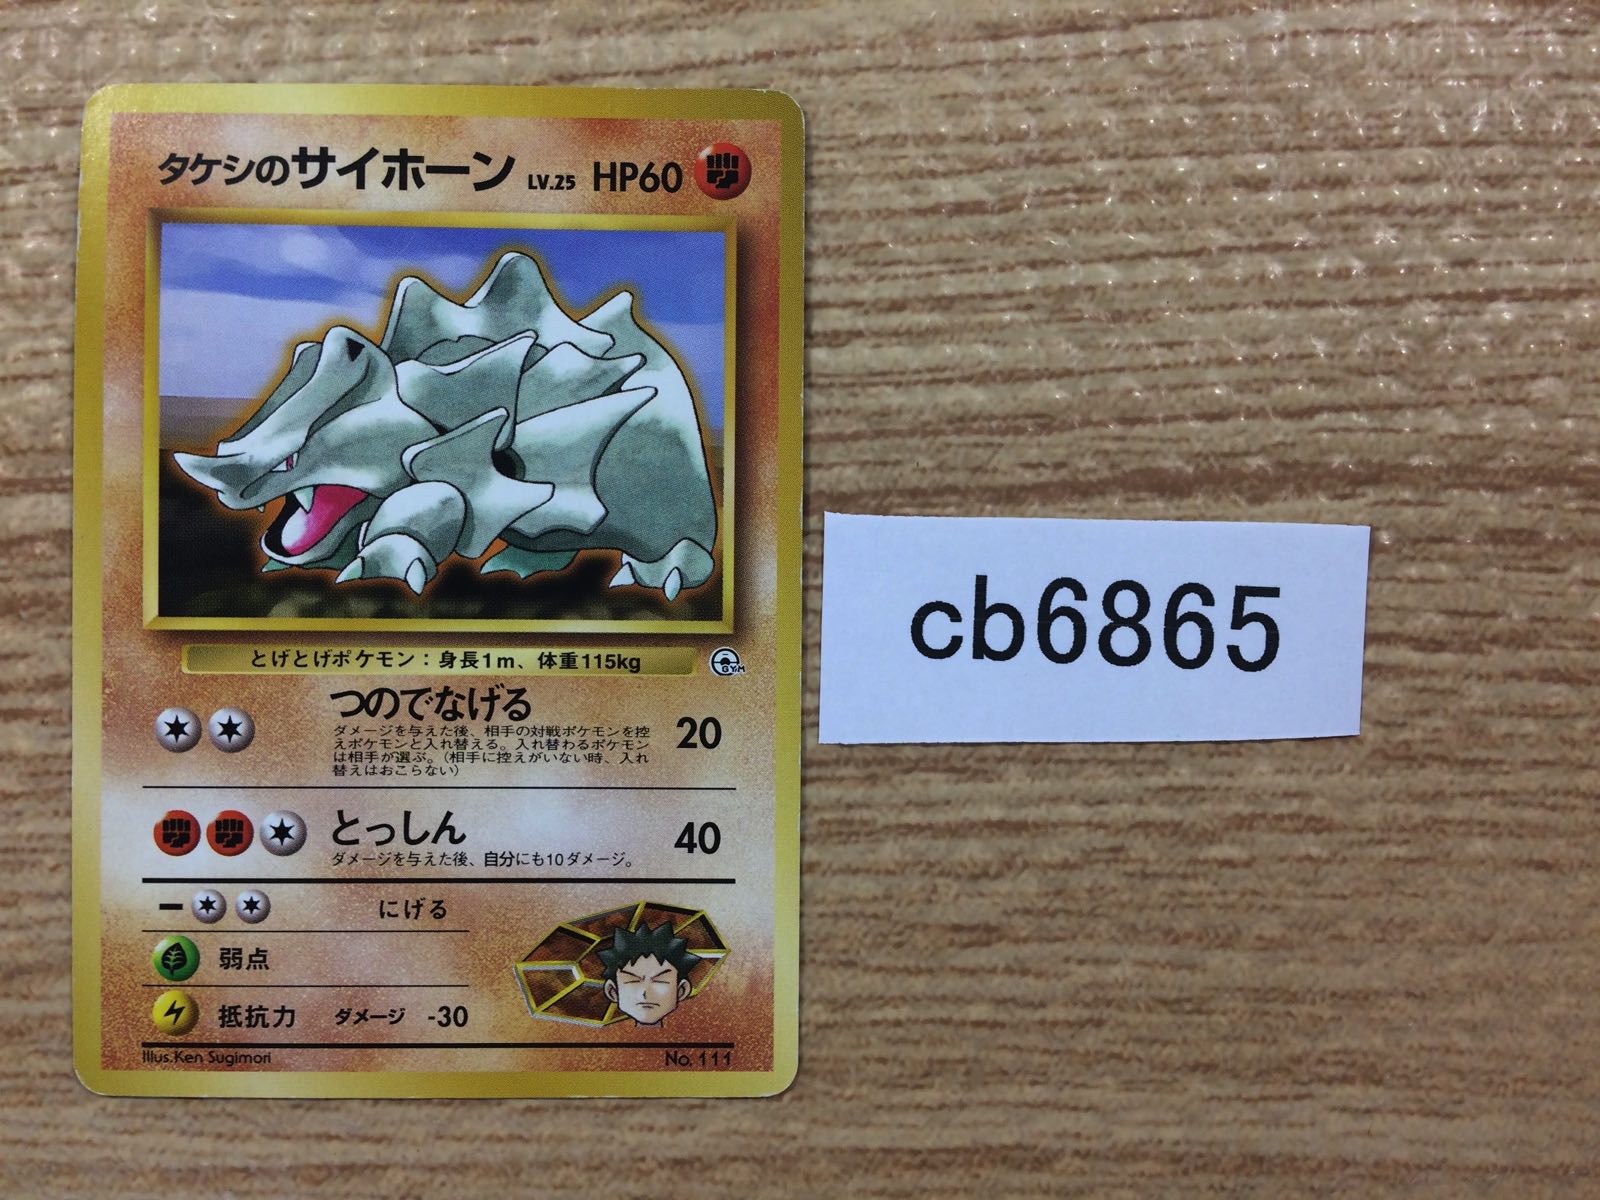 タケシのサイホーン LV.25 HP60
とげとげポケモン：身長1m、体重115kg
GYM
つのでなげる 20
ダメージを与えた後、相手の対戦ポケモンを控
えポケモンと入れ替える。入れ替わるポケモン
は相手が選ぶ。（相手に控えがいない時、入れ
替えはおこらない）
とっしん 40
ダメージを与えた後、自分にも10ダメージ。
にげる
弱点
抵抗力 ダメージ -30
Illus.Ken Sugimori No. 111
cb6865